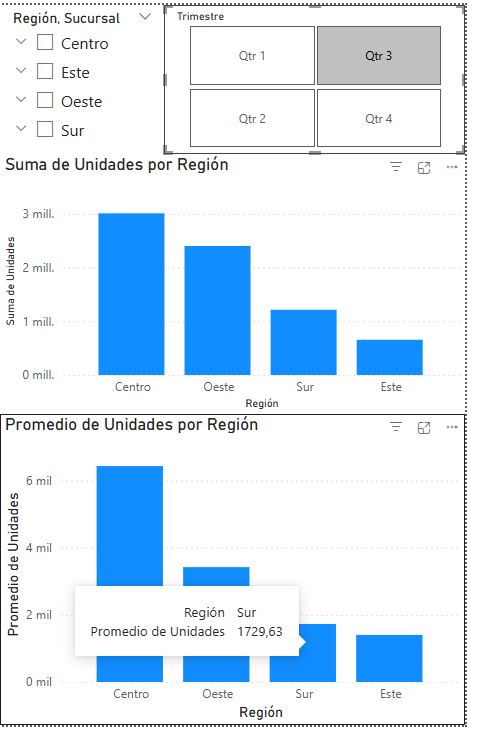 Región, Sucursal
Centro
Este
Oeste
Sur
Trimestre
Qtr 1
Qtr 3
Qtr 2
Qtr 4
Suma de Unidades por Región
Suma de Unidades
3 mill.
2 mill.
1 mill.
0 mill.
Centro
Oeste
Sur
Este
Región
Promedio de Unidades por Región
Promedio de Unidades
6 mil
4 mil
2 mil
0 mil
Región Sur
Promedio de Unidades 1729,63
Centro
Oeste
Sur
Este
Región